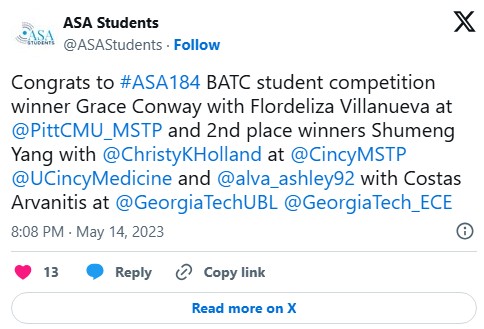 ASA
STUDENTS
ASA Students
@ASAStudents · Follow
Congrats to #ASA184 BATC student competition
winner Grace Conway with Flordeliza Villanueva at
@PittCMU_MSTP and 2nd place winners Shumeng
Yang with @ChristyKHolland at @CincyMSTP
@UCincyMedicine and @alva_ashley92 with Costas
Arvanitis at @GeorgiaTechUBL @GeorgiaTech_ECE
8:08 PM · May 14, 2023
13 Reply Copy link
Read more on X